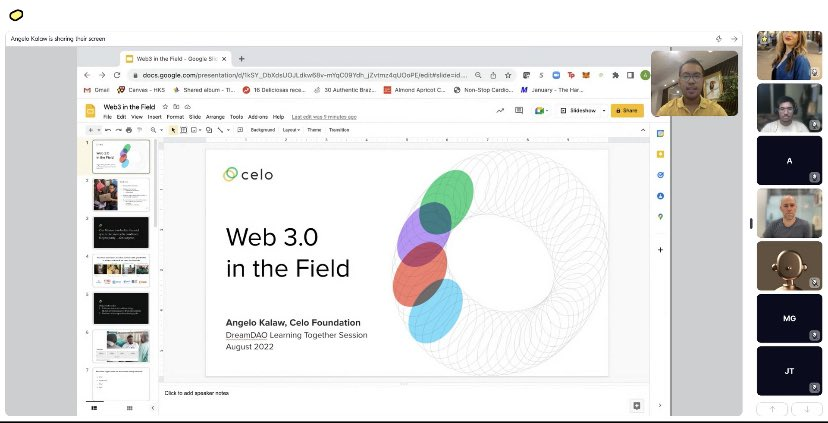 Angelo Kalaw is sharing their screen
Web3 in the Field - Google Sli
docs.google.com/presentation/d/1kSY_DbXdsUOJLdkw68v-mYqC09Ydh_jZvtmz4qUOoPE/edit#slide=id....
Gmail
Canvas - HKS
Shared album - 11...
16 Deliciosas rece...
30 Authentic Braz...
Almond Apricot C...
Non-Stop Cardio...
January - The Har...
Web3 in the Field
File Edit View Insert Format Slide Arrange Tools Add-ons Help Last edit was 9 minutes ago
Slideshow
Share
Background Layout Theme Transition
celo
Web 3.0
in the Field
Angelo Kalaw, Celo Foundation
DreamDAO Learning Together Session
August 2022
Click to add speaker notes
A
MG
JT